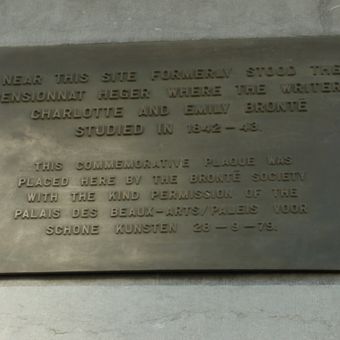 NEAR THIS SITE FORMERLY STOOD THE
PENSIONNAT HEGER WHERE THE WRITERS
CHARLOTTE AND EMILY BRONTË
STUDIED IN 1842-43.
THIS COMMEMORATIVE PLAQUE WAS
PLACED HERE BY THE BRONTË SOCIETY
WITH THE KIND PERMISSION OF THE
PALAIS DES BEAUX-ARTS/PALEIS VOOR
SCHONE KUNSTEN 28-9-79.